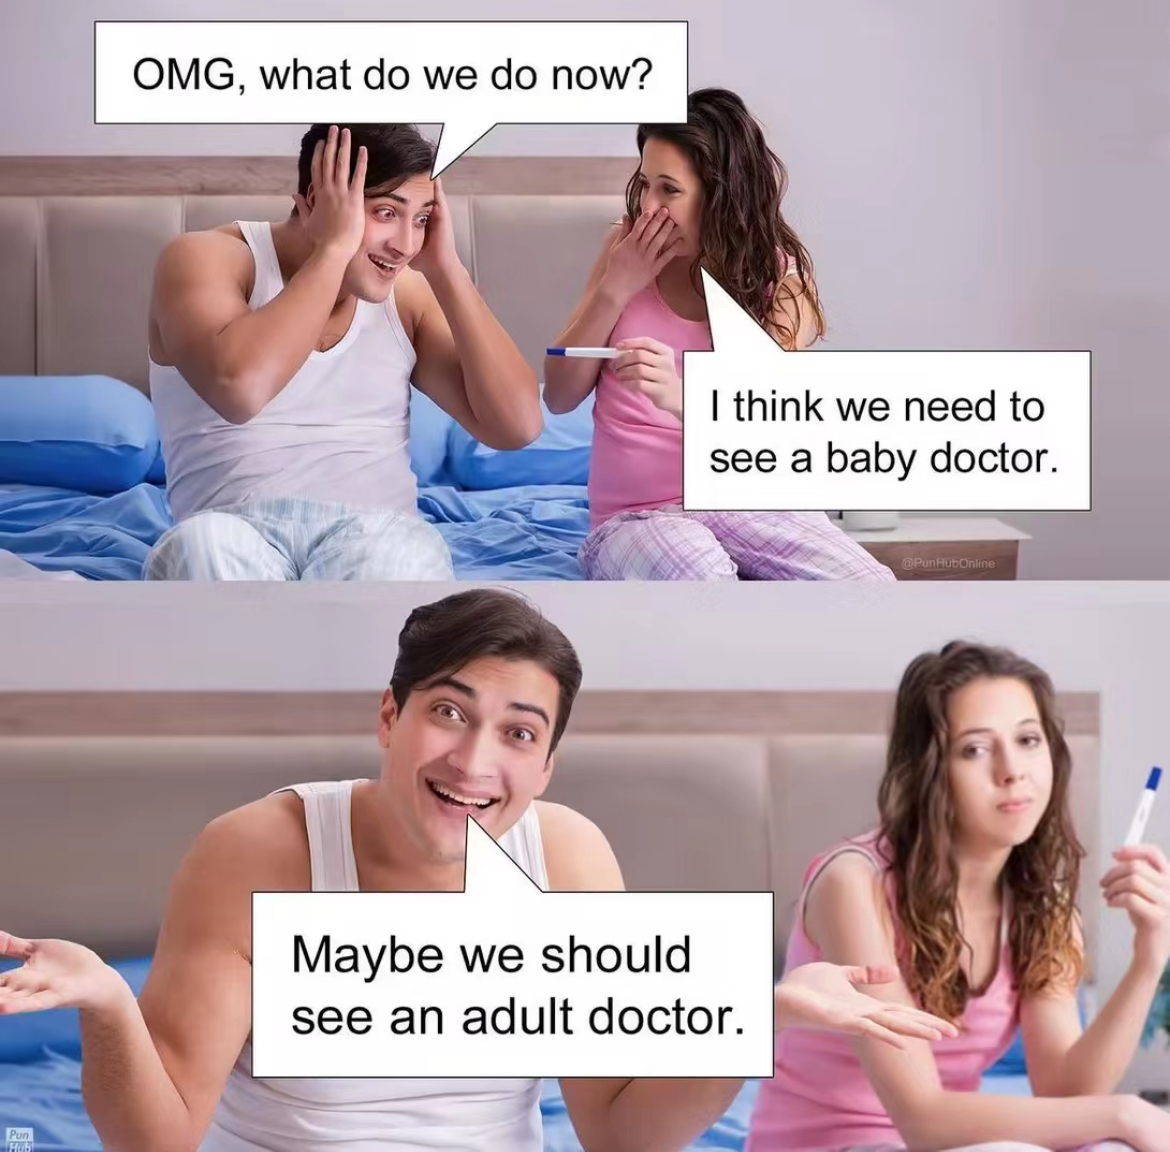 OMG, what do we do now?
I think we need to
see a baby doctor.
@PunHubOnline
Maybe we should
see an adult doctor.
Pun
Hub